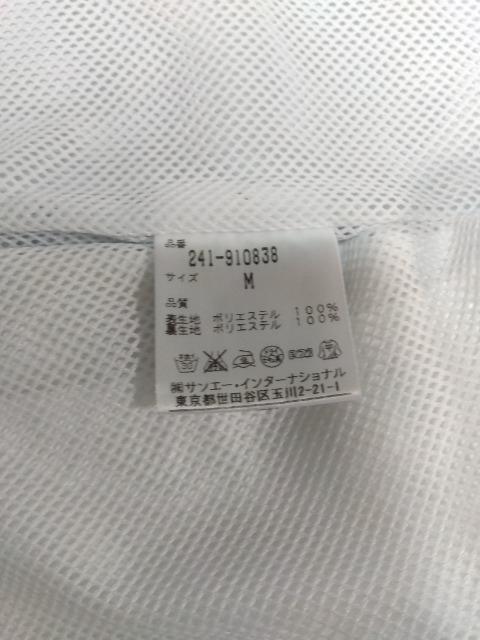 品番
241-910838
サイズ
M
品質
表生地 ポリエステル 100%
裏生地 ポリエステル 100%
㈱サンエー・インターナショナル
東京都世田谷区玉川2-21-1